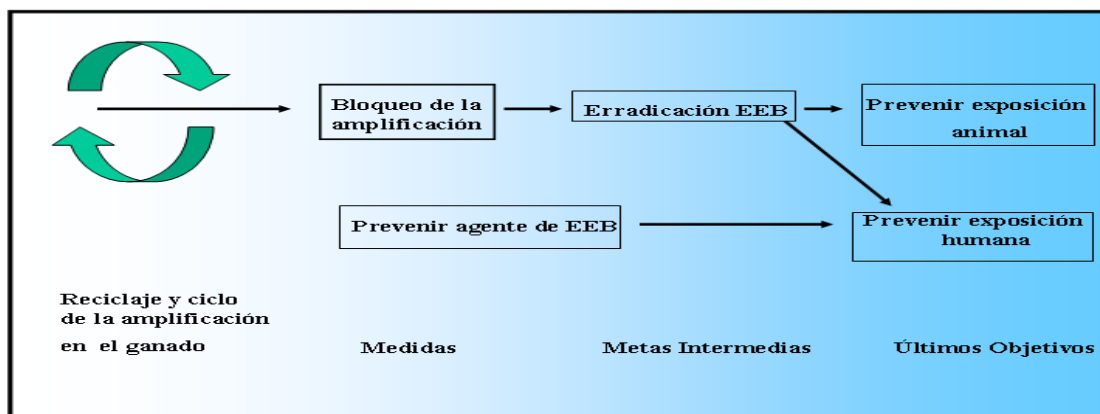 Bloqueo de la
amplificación
Erradicación EEB
Prevenir exposición
animal
Prevenir agente de EEB
Prevenir exposición
humana
Reciclaje y ciclo
de la amplificación
en el ganado
Medidas
Metas Intermedias
Últimos Objetivos